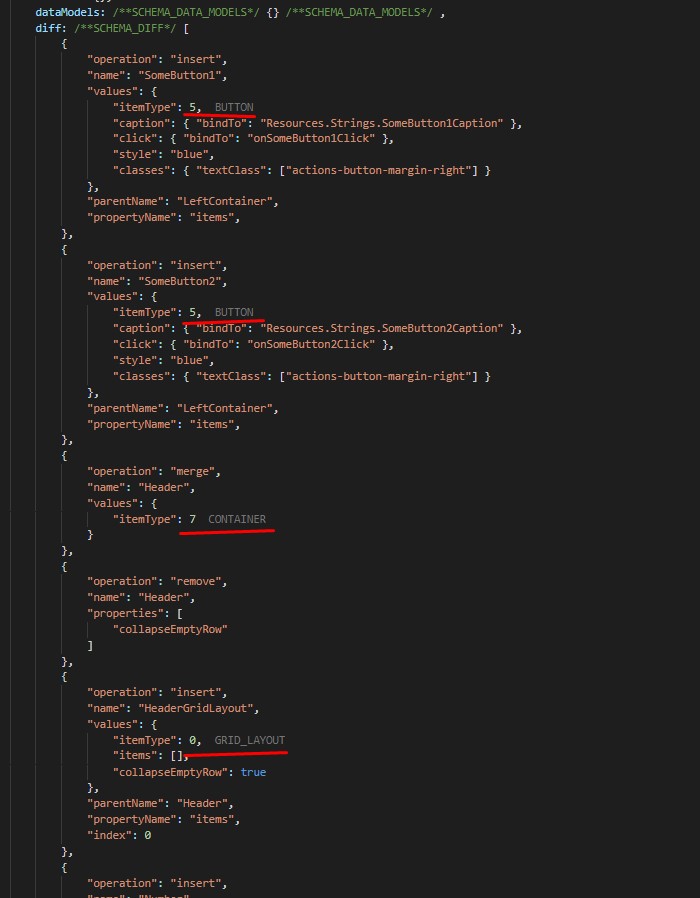 dataModels: /**SCHEMA_DATA_MODELS*/ {} /**SCHEMA_DATA_MODELS*/ ,
diff: /**SCHEMA_DIFF*/ [
{
"operation": "insert",
"name": "SomeButton1",
"values": {
"itemType": 5, BUTTON
"caption": { "bindTo": "Resources.Strings.SomeButton1Caption" },
"click": { "bindTo": "onSomeButton1Click" },
"style": "blue",
"classes": { "textClass": ["actions-button-margin-right"] }
},
"parentName": "LeftContainer",
"propertyName": "items",
},
{
"operation": "insert",
"name": "SomeButton2",
"values": {
"itemType": 5, BUTTON
"caption": { "bindTo": "Resources.Strings.SomeButton2Caption" },
"click": { "bindTo": "onSomeButton2Click" },
"style": "blue",
"classes": { "textClass": ["actions-button-margin-right"] }
},
"parentName": "LeftContainer",
"propertyName": "items",
},
{
"operation": "merge",
"name": "Header",
"values": {
"itemType": 7 CONTAINER
}
},
{
"operation": "remove",
"name": "Header",
"properties": [
"collapseEmptyRow"
]
},
{
"operation": "insert",
"name": "HeaderGridLayout",
"values": {
"itemType": 0, GRID_LAYOUT
"items": [],
"collapseEmptyRow": true
},
"parentName": "Header",
"propertyName": "items",
"index": 0
},
{
"operation": "insert",